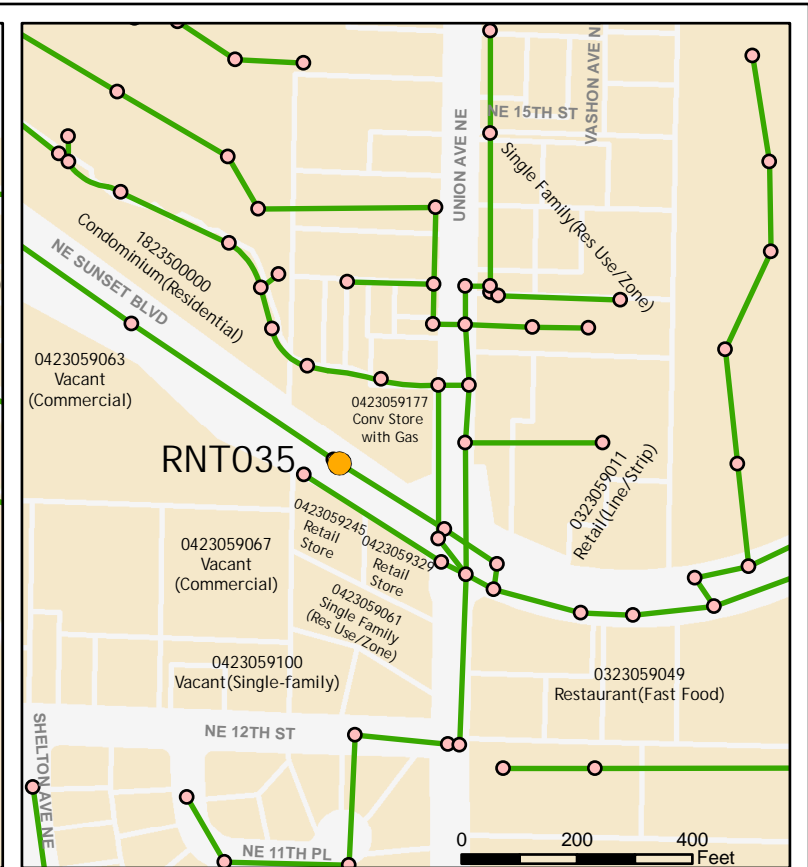 VASHON AVE N
NE 15TH ST
UNION AVE NE
Single Family(Res Use/Zone)
1823500000
Condominium(Residential)
NE SUNSET BLVD
0423059063
Vacant
(Commercial)
0423059177
Conv Store
with Gas
RNT035
0323059011
Retail(Line/Strip)
0423059245
Retail
Store
0423059329
Retail
Store
0423059067
Vacant
(Commercial)
0423059061
Single Family
(Res Use/Zone)
0423059100
Vacant(Single-family)
0323059049
Restaurant(Fast Food)
NE 12TH ST
SHELTON AVE NE
NE 11TH PL
0 200 400
Feet